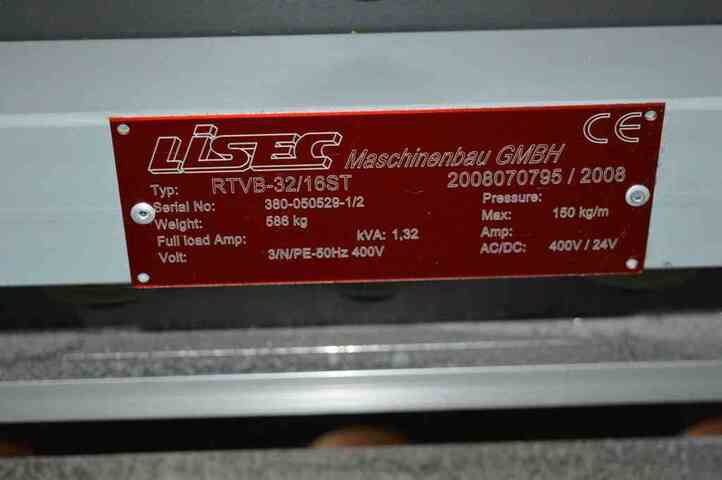 LiSEC Maschinenbau GMBH CE
Typ: RTVB-32/16ST 2008070795 / 2008
Serial No: 380-050529-1/2 Pressure:
Weight: 586 kg Max: 150 kg/m
Full load Amp: kVA: 1,32 Amp:
Volt: 3/N/PE-50Hz 400V AC/DC: 400V / 24V